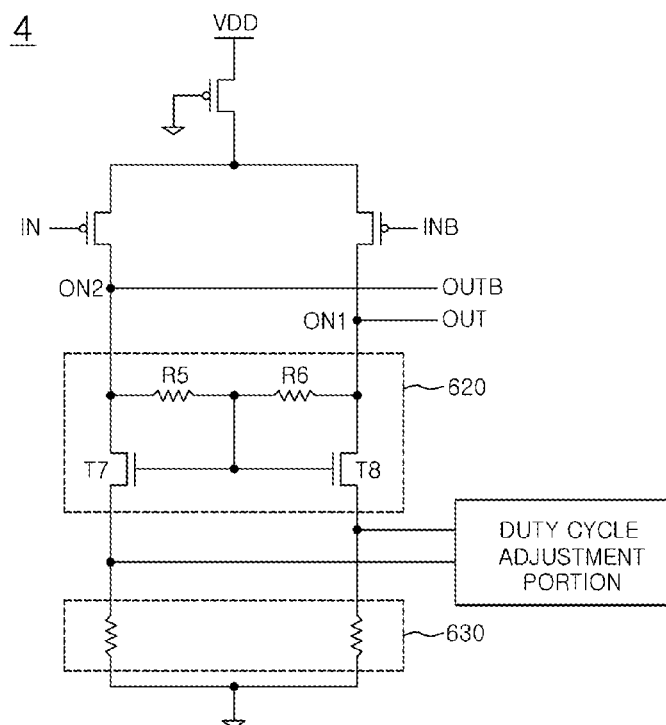 4
VDD
IN
INB
ON2
OUTB
ON1
OUT
R5
R6
620
T7
T8
DUTY CYCLE
ADJUSTMENT
PORTION
630